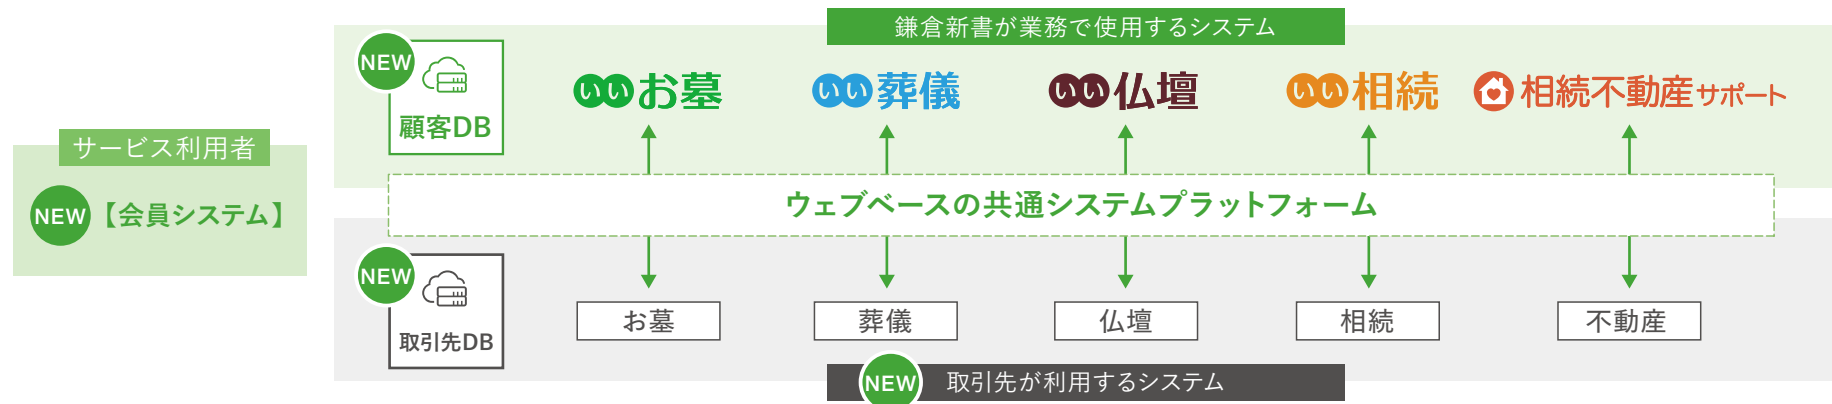 サービス利用者
NEW 【会員システム】
鎌倉新書が業務で使用するシステム
NEW
顧客DB
いいお墓
いい葬儀
いい仏壇
いい相続
相続不動産サポート
ウェブベースの共通システムプラットフォーム
NEW
取引先DB
お墓
葬儀
仏壇
相続
不動産
NEW 取引先が利用するシステム